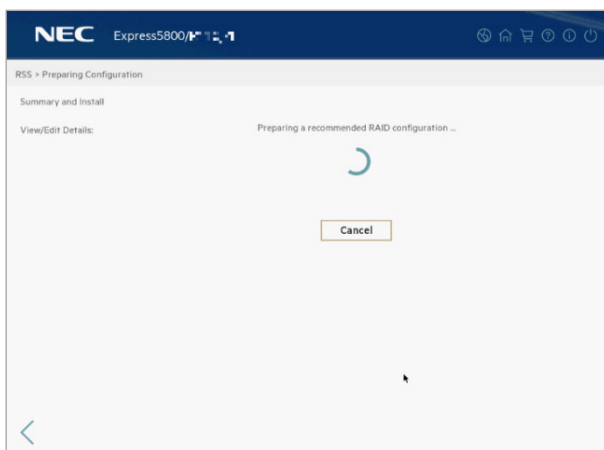 NEC Express5800/
RSS > Preparing Configuration
Summary and Install
View/Edit Details:
Preparing a recommended RAID configuration ...
Cancel